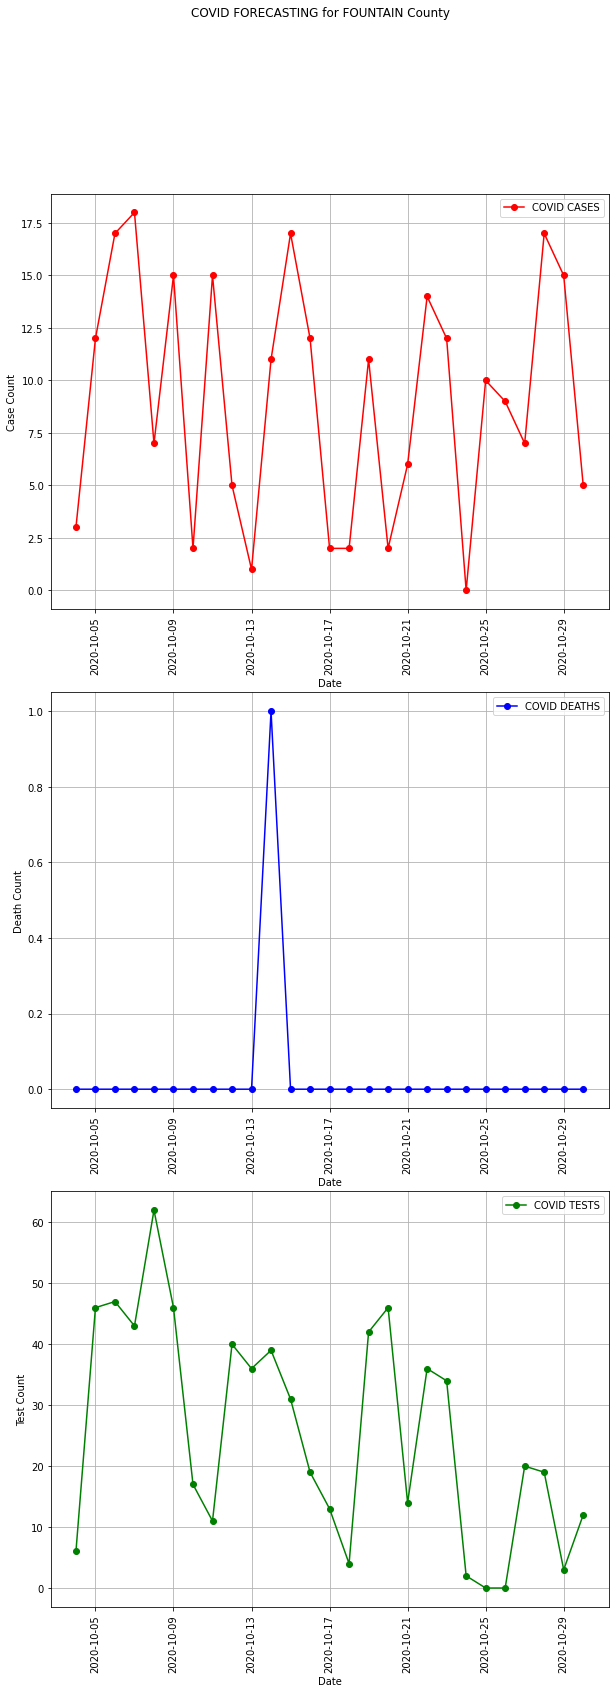 COVID FORECASTING for FOUNTAIN County
COVID CASES
17.5
15.0
12.5
10.0
7.5
5.0
2.5
0.0
Case Count
2020-10-05 2020-10-09 2020-10-13 2020-10-17 2020-10-21 2020-10-25 2020-10-29
Date
COVID DEATHS
1.0
0.8
0.6
0.4
0.2
0.0
Death Count
2020-10-05 2020-10-09 2020-10-13 2020-10-17 2020-10-21 2020-10-25 2020-10-29
Date
COVID TESTS
60
50
40
30
20
10
0
Test Count
2020-10-05 2020-10-09 2020-10-13 2020-10-17 2020-10-21 2020-10-25 2020-10-29
Date